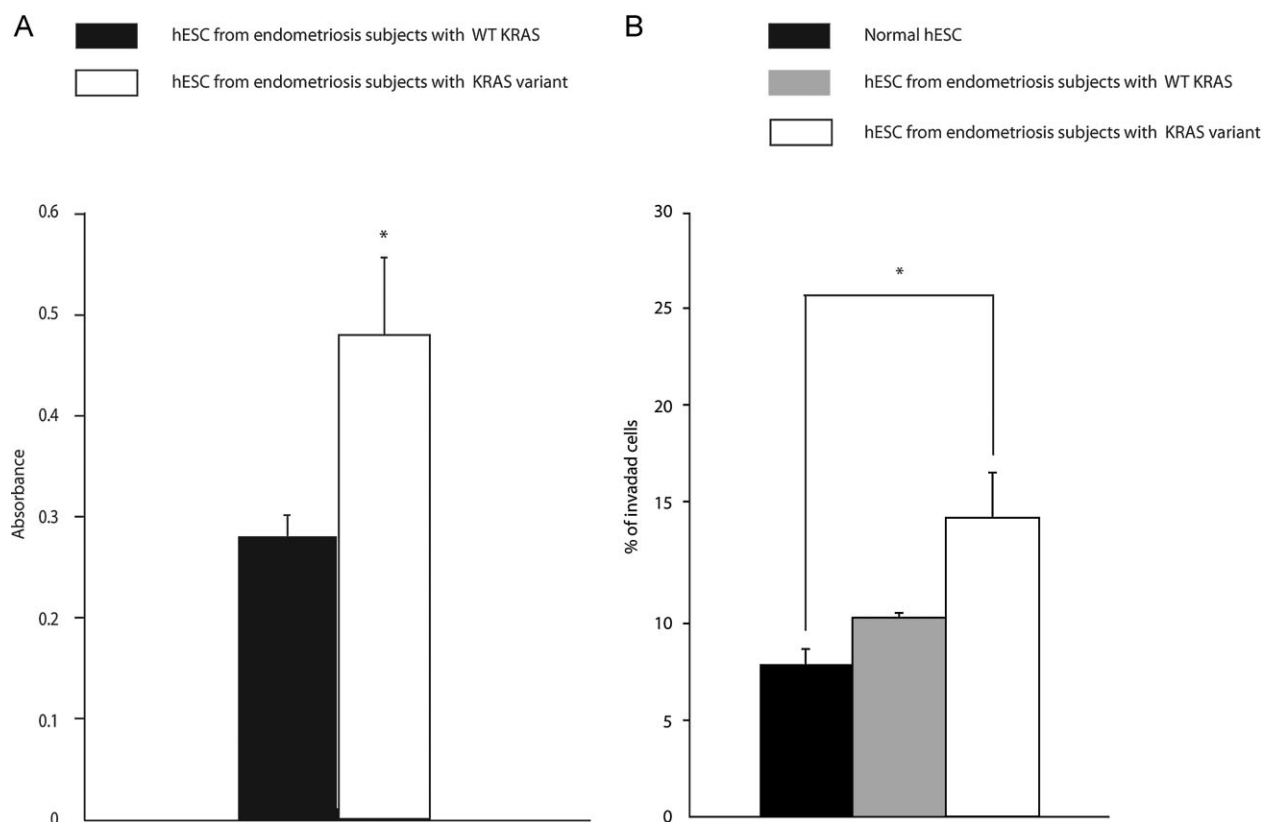 A
hESC from endometriosis subjects with WT KRAS
hESC from endometriosis subjects with KRAS variant
0.6
0.5
0.4
0.3
0.2
0.1
0
Absorbance
*
B
Normal hESC
hESC from endometriosis subjects with WT KRAS
hESC from endometriosis subjects with KRAS variant
30
25
20
15
10
5
0
% of invadad cells
*